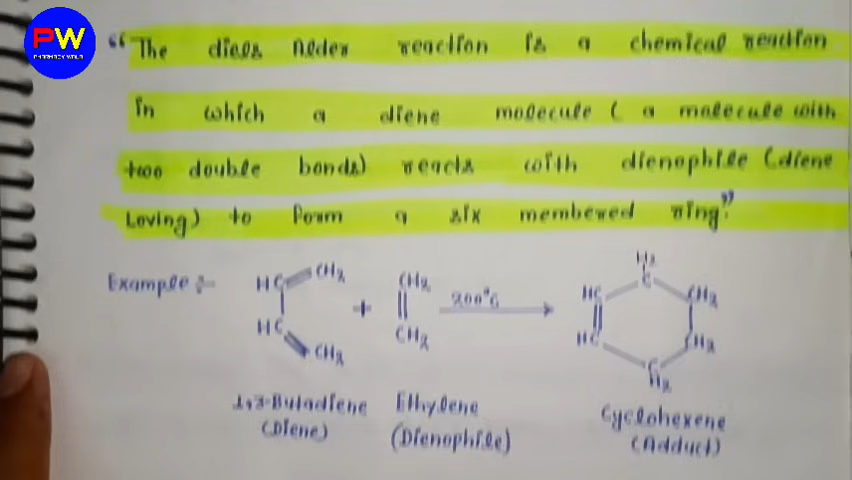 PW
PHARMACY WALA
“The diels Alder reaction is a chemical reaction
in which a diene molecule ( a molecule with
two double bonds) reacts with dienophile (diene
Loving) to form a six membered ring”.
Example :-
HC CH2
HC CH2
+
CH2
CH2
200°C
H2
C
HC CH2
HC CH2
C
H2
1,3-Butadiene Ethylene Cyclohexene
(Diene) (Dienophile) (Adduct)